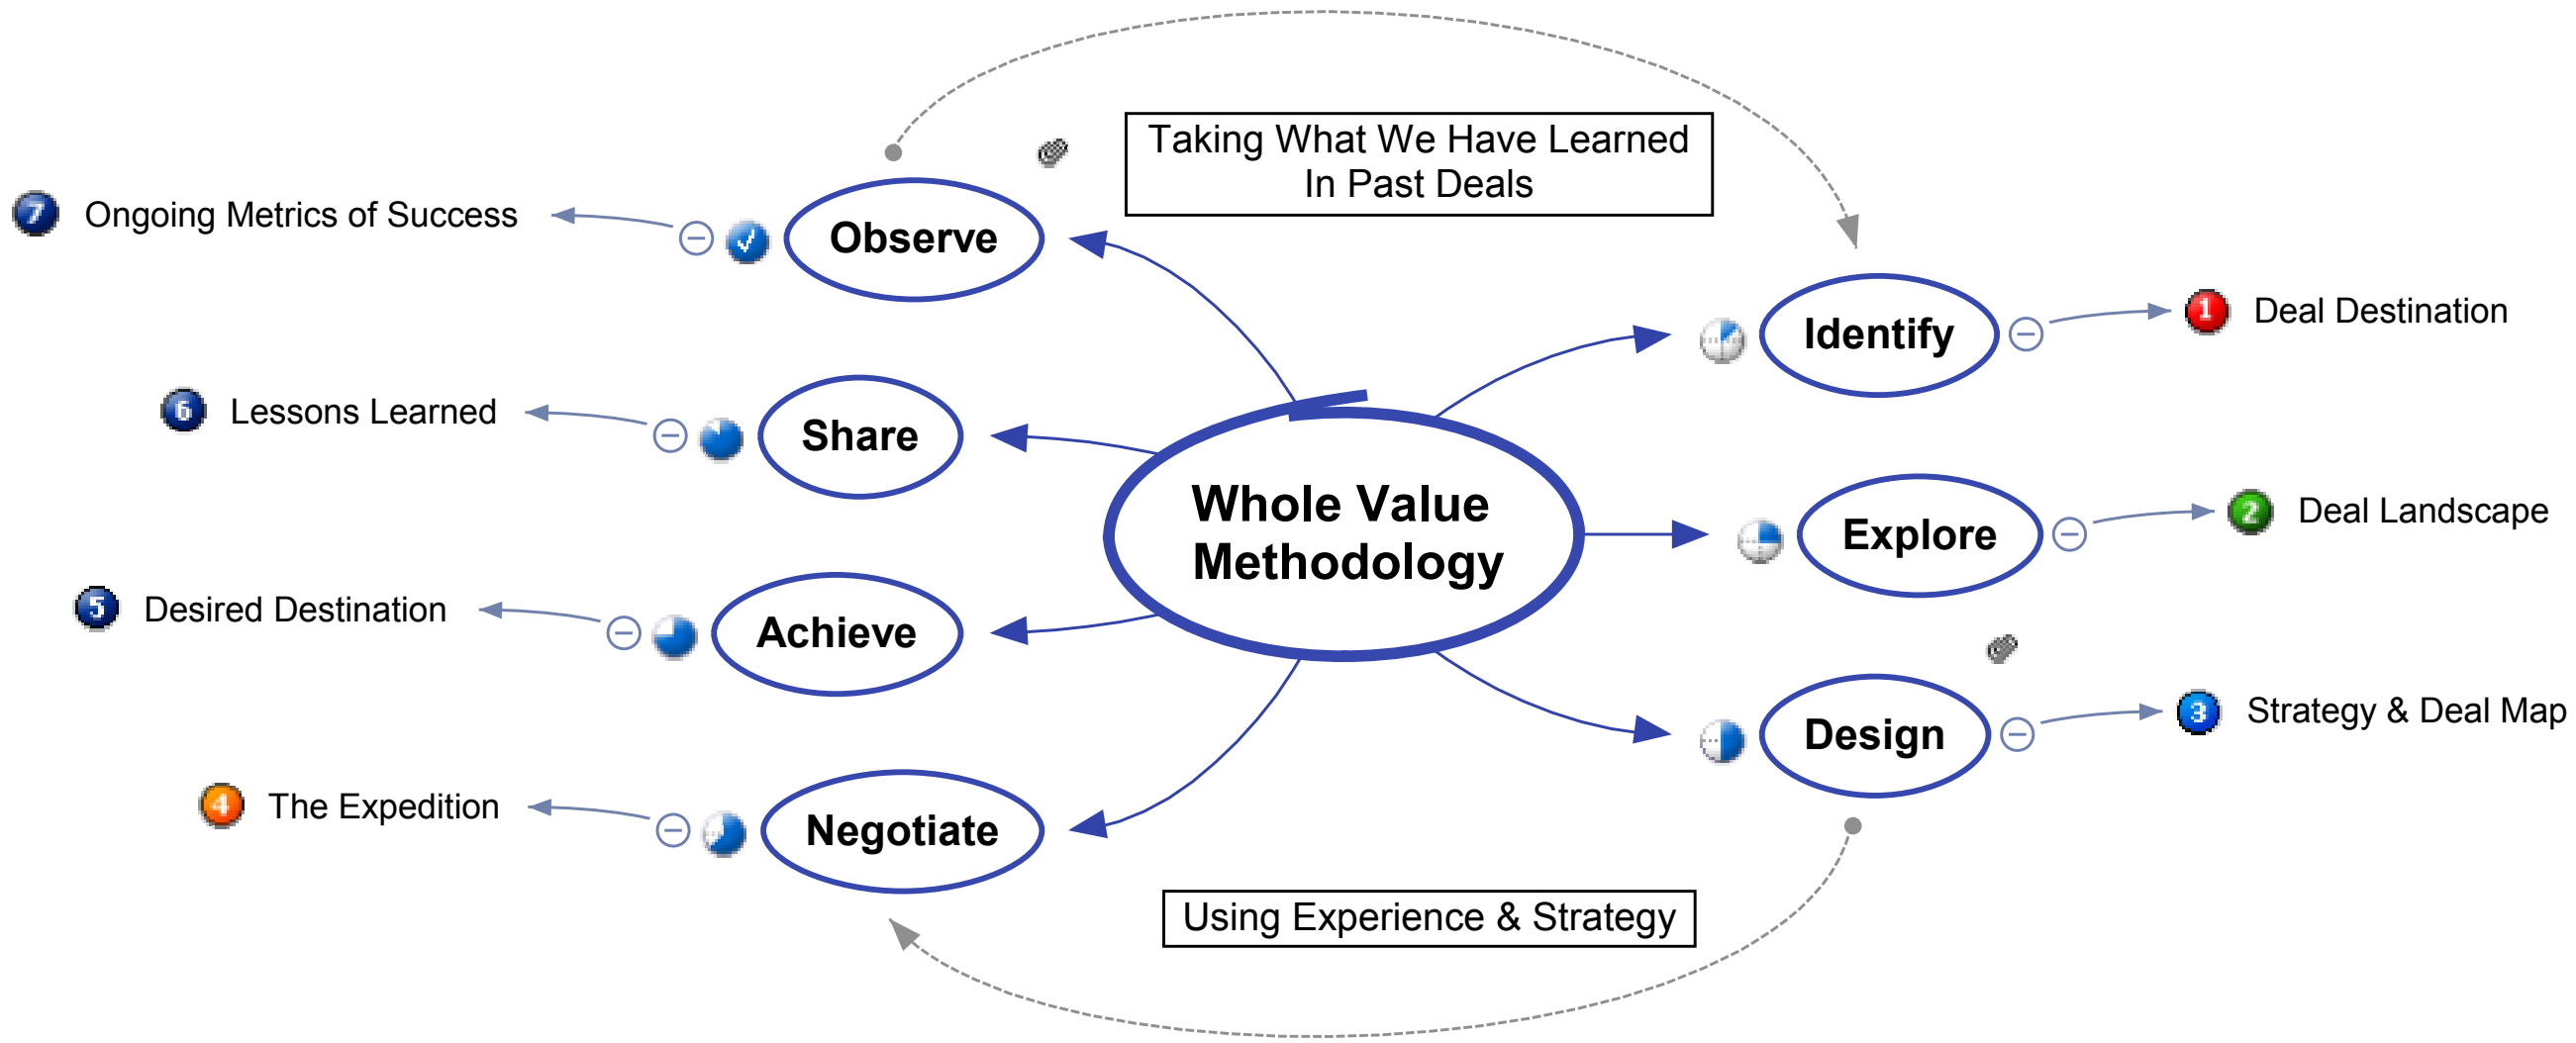 Taking What We Have Learned
In Past Deals
7 Ongoing Metrics of Success
Observe
Identify
1 Deal Destination
6 Lessons Learned
Share
Whole Value
Methodology
Explore
2 Deal Landscape
5 Desired Destination
Achieve
Design
3 Strategy & Deal Map
4 The Expedition
Negotiate
Using Experience & Strategy